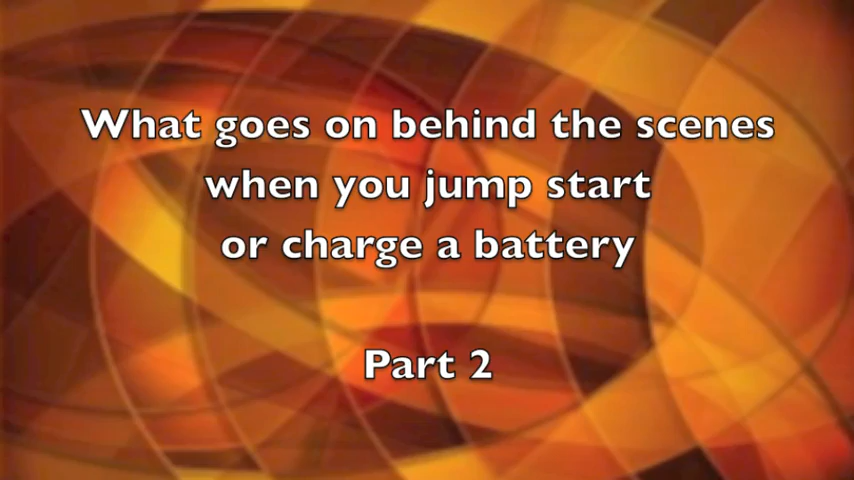 What goes on behind the scenes
when you jump start
or charge a battery
Part 2